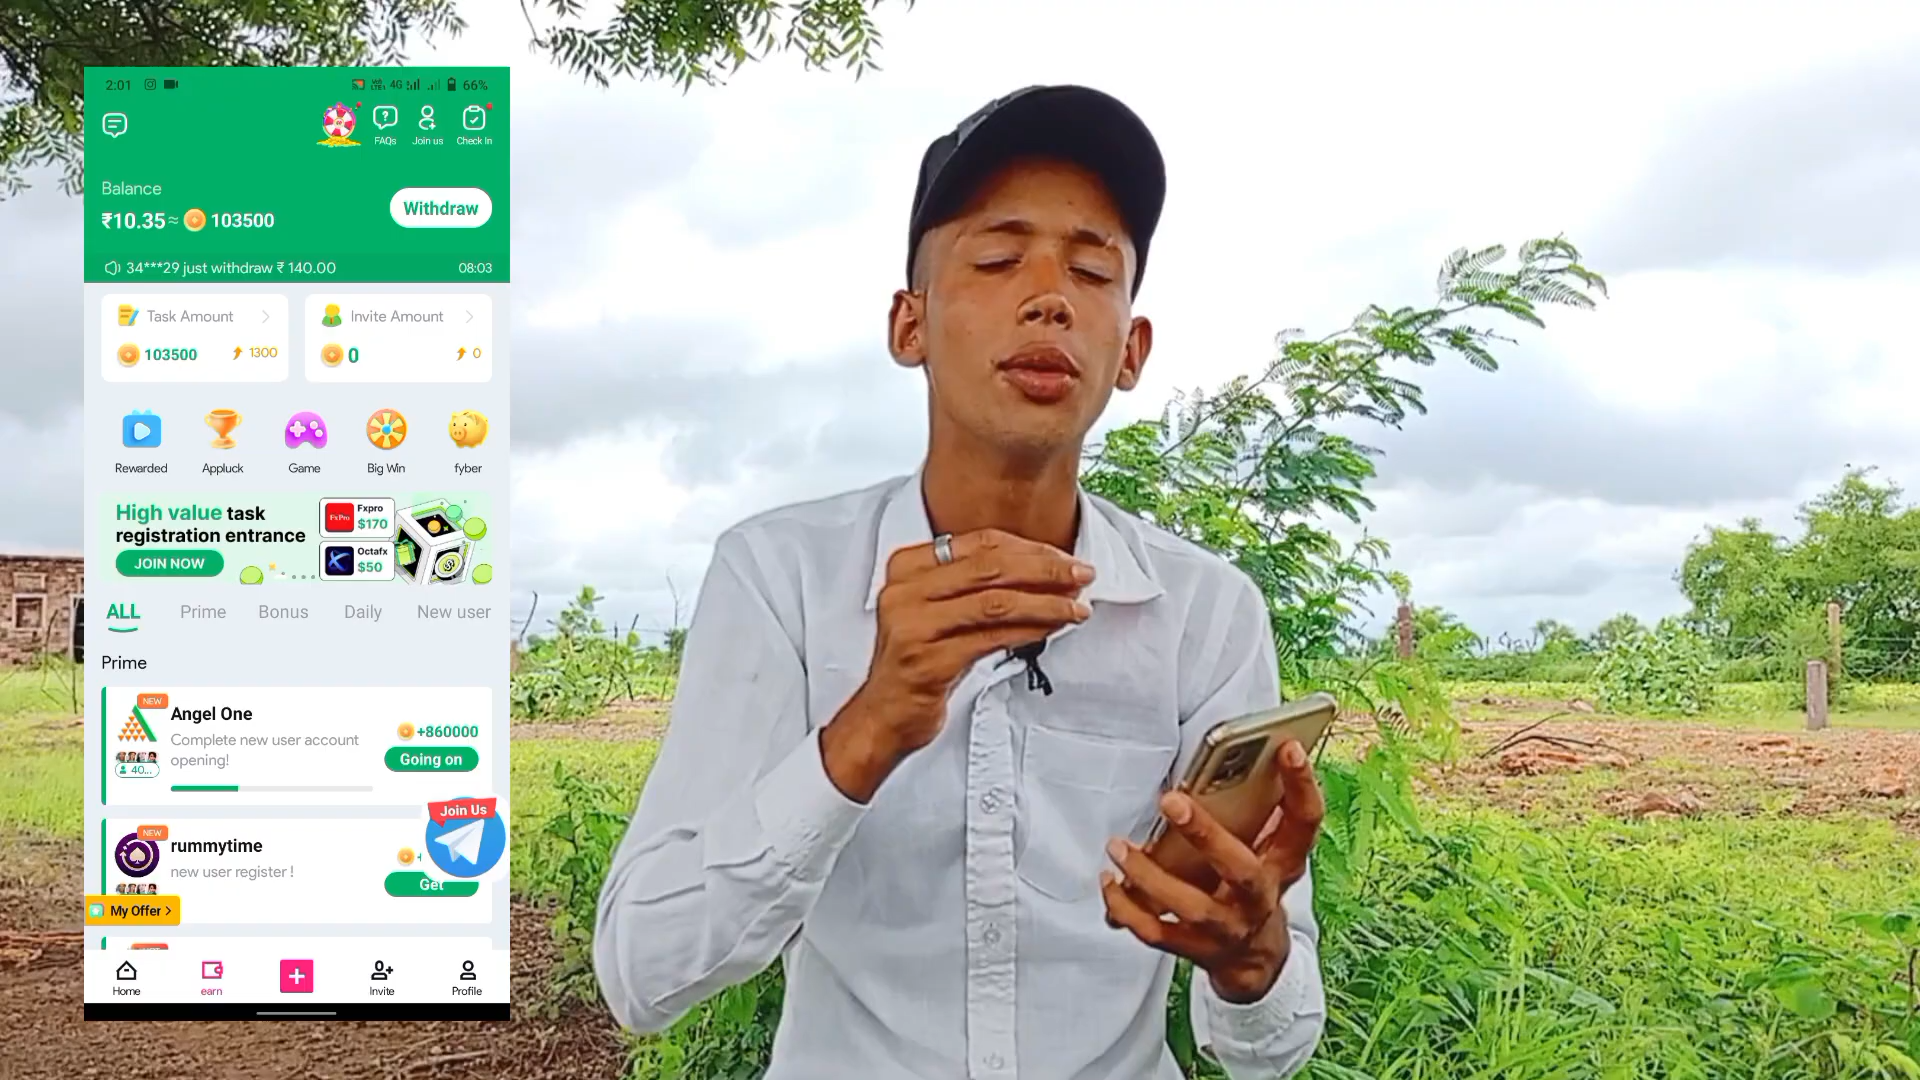 2:01
4G
66%
FAQs
Join us
Check In
Balance
₹10.35 ≈ 103500
Withdraw
34***29 just withdraw ₹ 140.00
08:03
Task Amount
103500
1300
Invite Amount
0
0
Rewarded
Appluck
Game
Big Win
fyber
High value task
registration entrance
JOIN NOW
FxPro
Fxpro
$170
Octafx
$50
ALL
Prime
Bonus
Daily
New user
Prime
NEW
Angel One
Complete new user account
opening!
40...
+860000
Going on
Join Us
NEW
rummytime
new user register !
Get
My Offer >
Home
earn
Invite
Profile